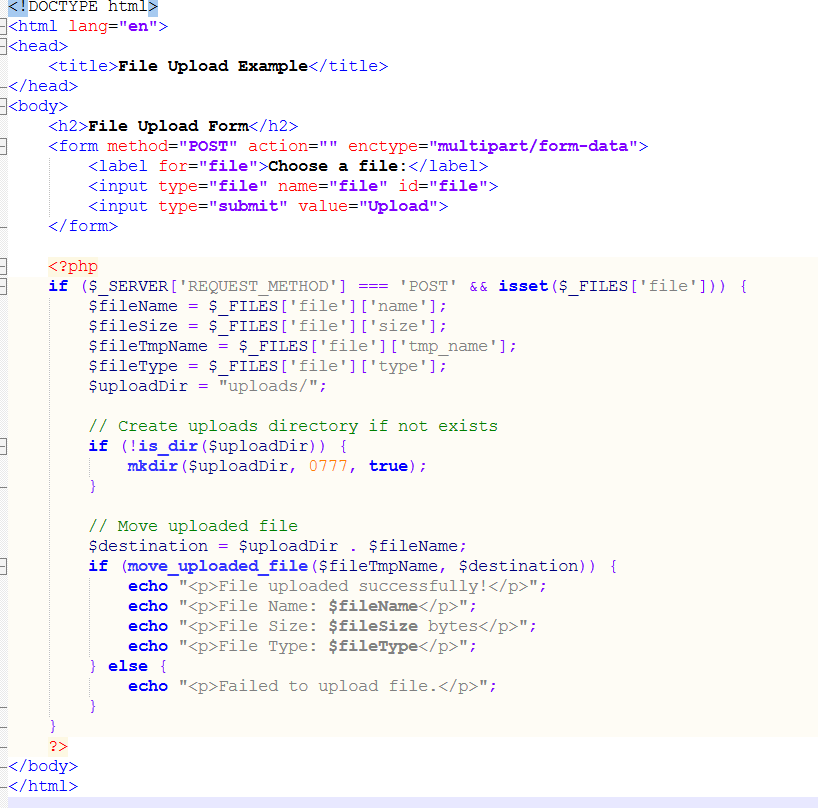 <!DOCTYPE html>
<html lang="en">
<head>
    <title>File Upload Example</title>
</head>
<body>
    <h2>File Upload Form</h2>
    <form method="POST" action="" enctype="multipart/form-data">
        <label for="file">Choose a file:</label>
        <input type="file" name="file" id="file">
        <input type="submit" value="Upload">
    </form>

    <?php
    if ($_SERVER['REQUEST_METHOD'] === 'POST' && isset($_FILES['file'])) {
        $fileName = $_FILES['file']['name'];
        $fileSize = $_FILES['file']['size'];
        $fileTmpName = $_FILES['file']['tmp_name'];
        $fileType = $_FILES['file']['type'];
        $uploadDir = "uploads/";

        // Create uploads directory if not exists
        if (!is_dir($uploadDir)) {
            mkdir($uploadDir, 0777, true);
        }

        // Move uploaded file
        $destination = $uploadDir . $fileName;
        if (move_uploaded_file($fileTmpName, $destination)) {
            echo "<p>File uploaded successfully!</p>";
            echo "<p>File Name: $fileName</p>";
            echo "<p>File Size: $fileSize bytes</p>";
            echo "<p>File Type: $fileType</p>";
        } else {
            echo "<p>Failed to upload file.</p>";
        }
    }
    ?>
</body>
</html>